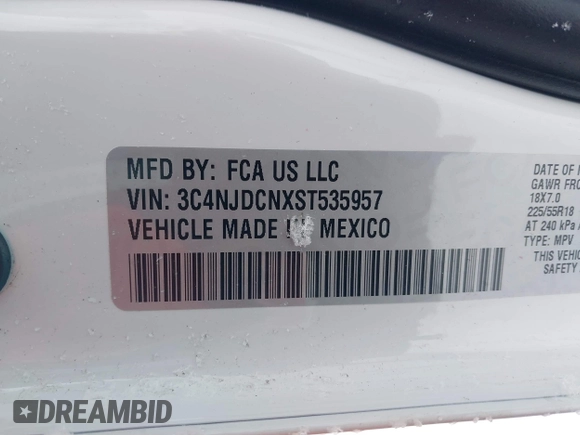 MFD BY: FCA US LLC
VIN: 3C4NJDCNXST535957
VEHICLE MADE IN MEXICO
DATE OF
GAWR FRO
18X7.0
225/55R18
AT 240 kPa
TYPE: MPV
THIS VEHIC
SAFETY
DREAMBID